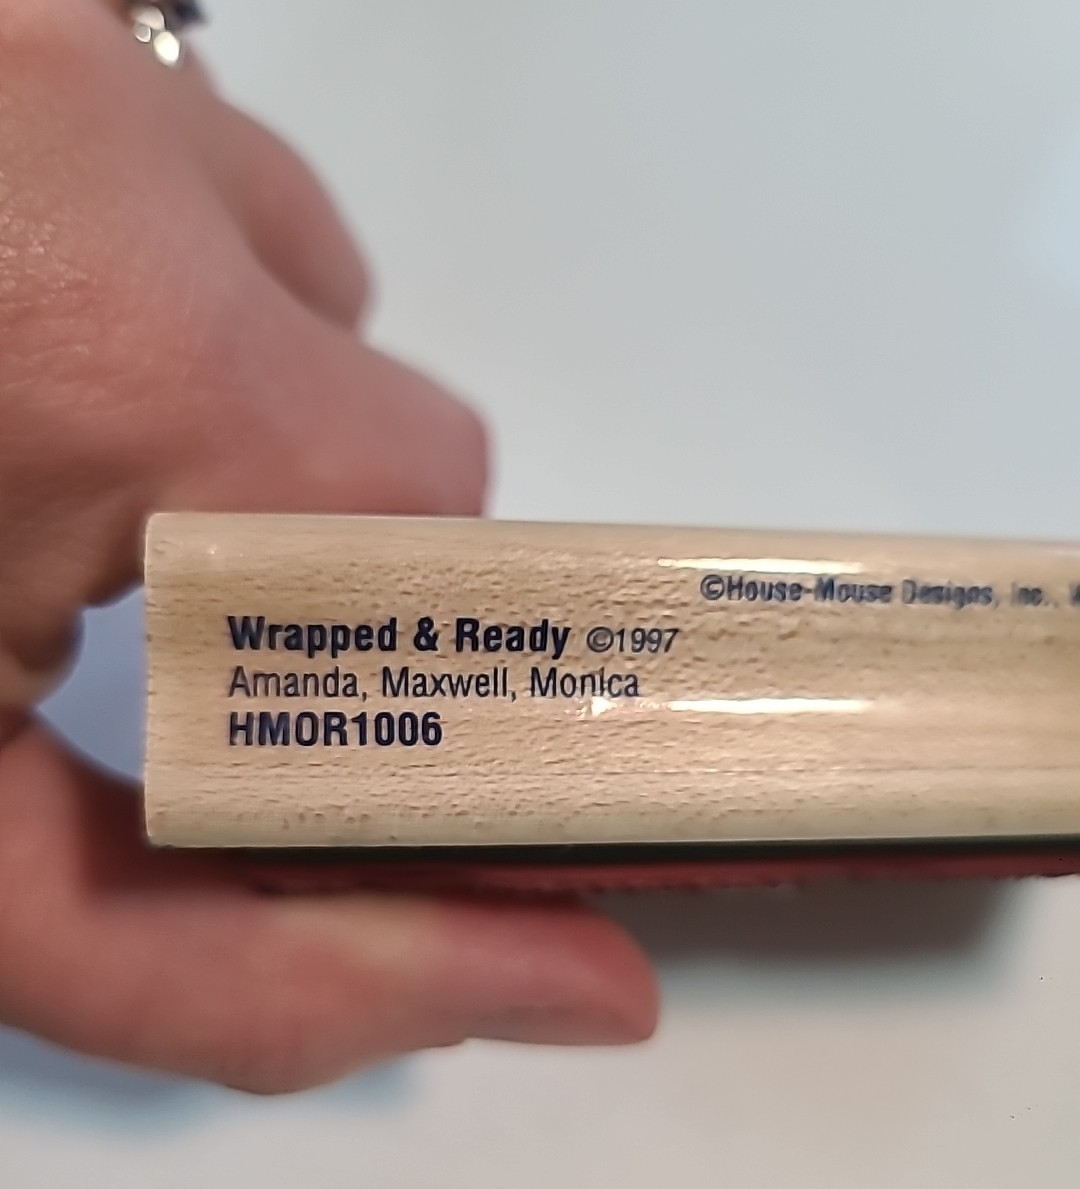 ©House-Mouse Designs, Inc.,
Wrapped & Ready ©1997
Amanda, Maxwell, Monica
HMOR1006